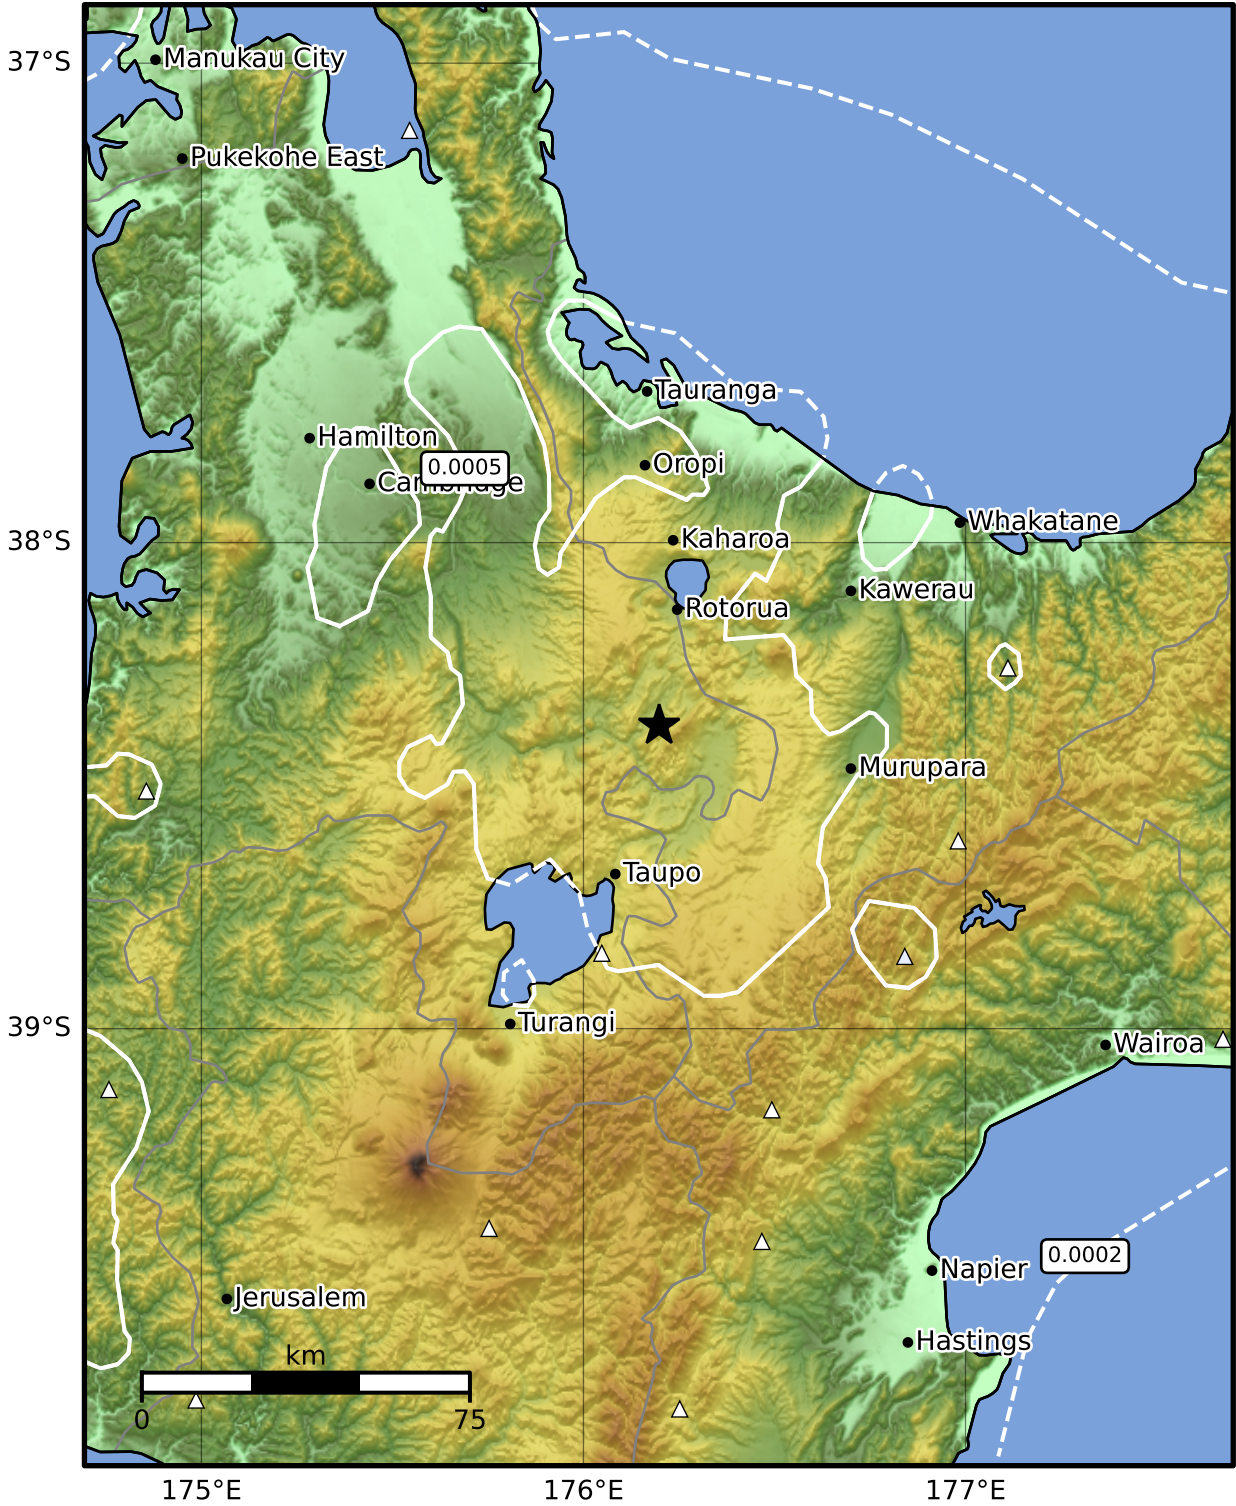 37°S
Manukau City
Pukekohe East
Tauranga
Hamilton
0.0005
Cambridge
Oropi
Whakatane
38°S
Kaharoa
Kawerau
Rotorua
Murupara
Taupo
Turangi
39°S
Wairoa
0.0002
Napier
Jerusalem
Hastings
km
0 75
175°E 176°E 177°E